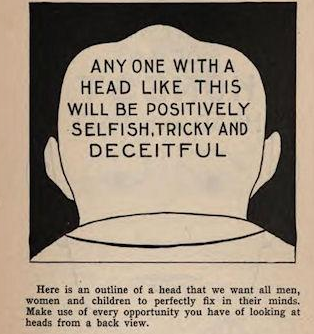 ANY ONE WITH A
HEAD LIKE THIS
WILL BE POSITIVELY
SELFISH, TRICKY AND
DECEITFUL
Here is an outline of a head that we want all men,
women and children to perfectly fix in their minds.
Make use of every opportunity you have of looking at
heads from a back view.